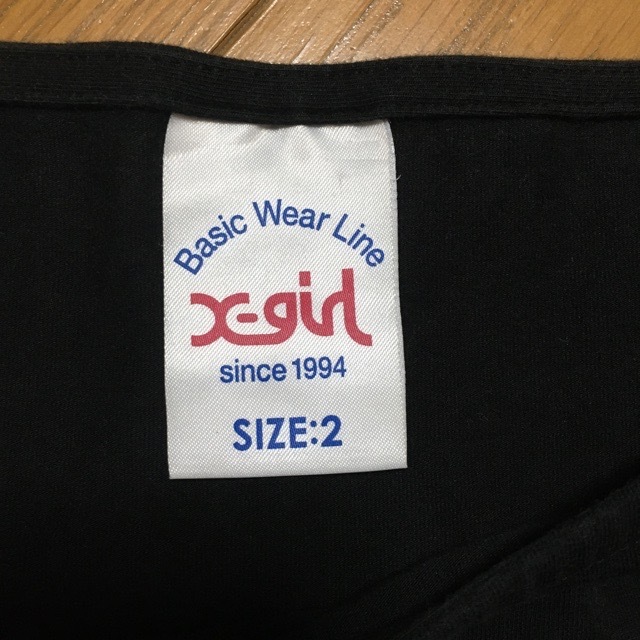 Basic Wear Line
X-girl
since 1994
SIZE:2